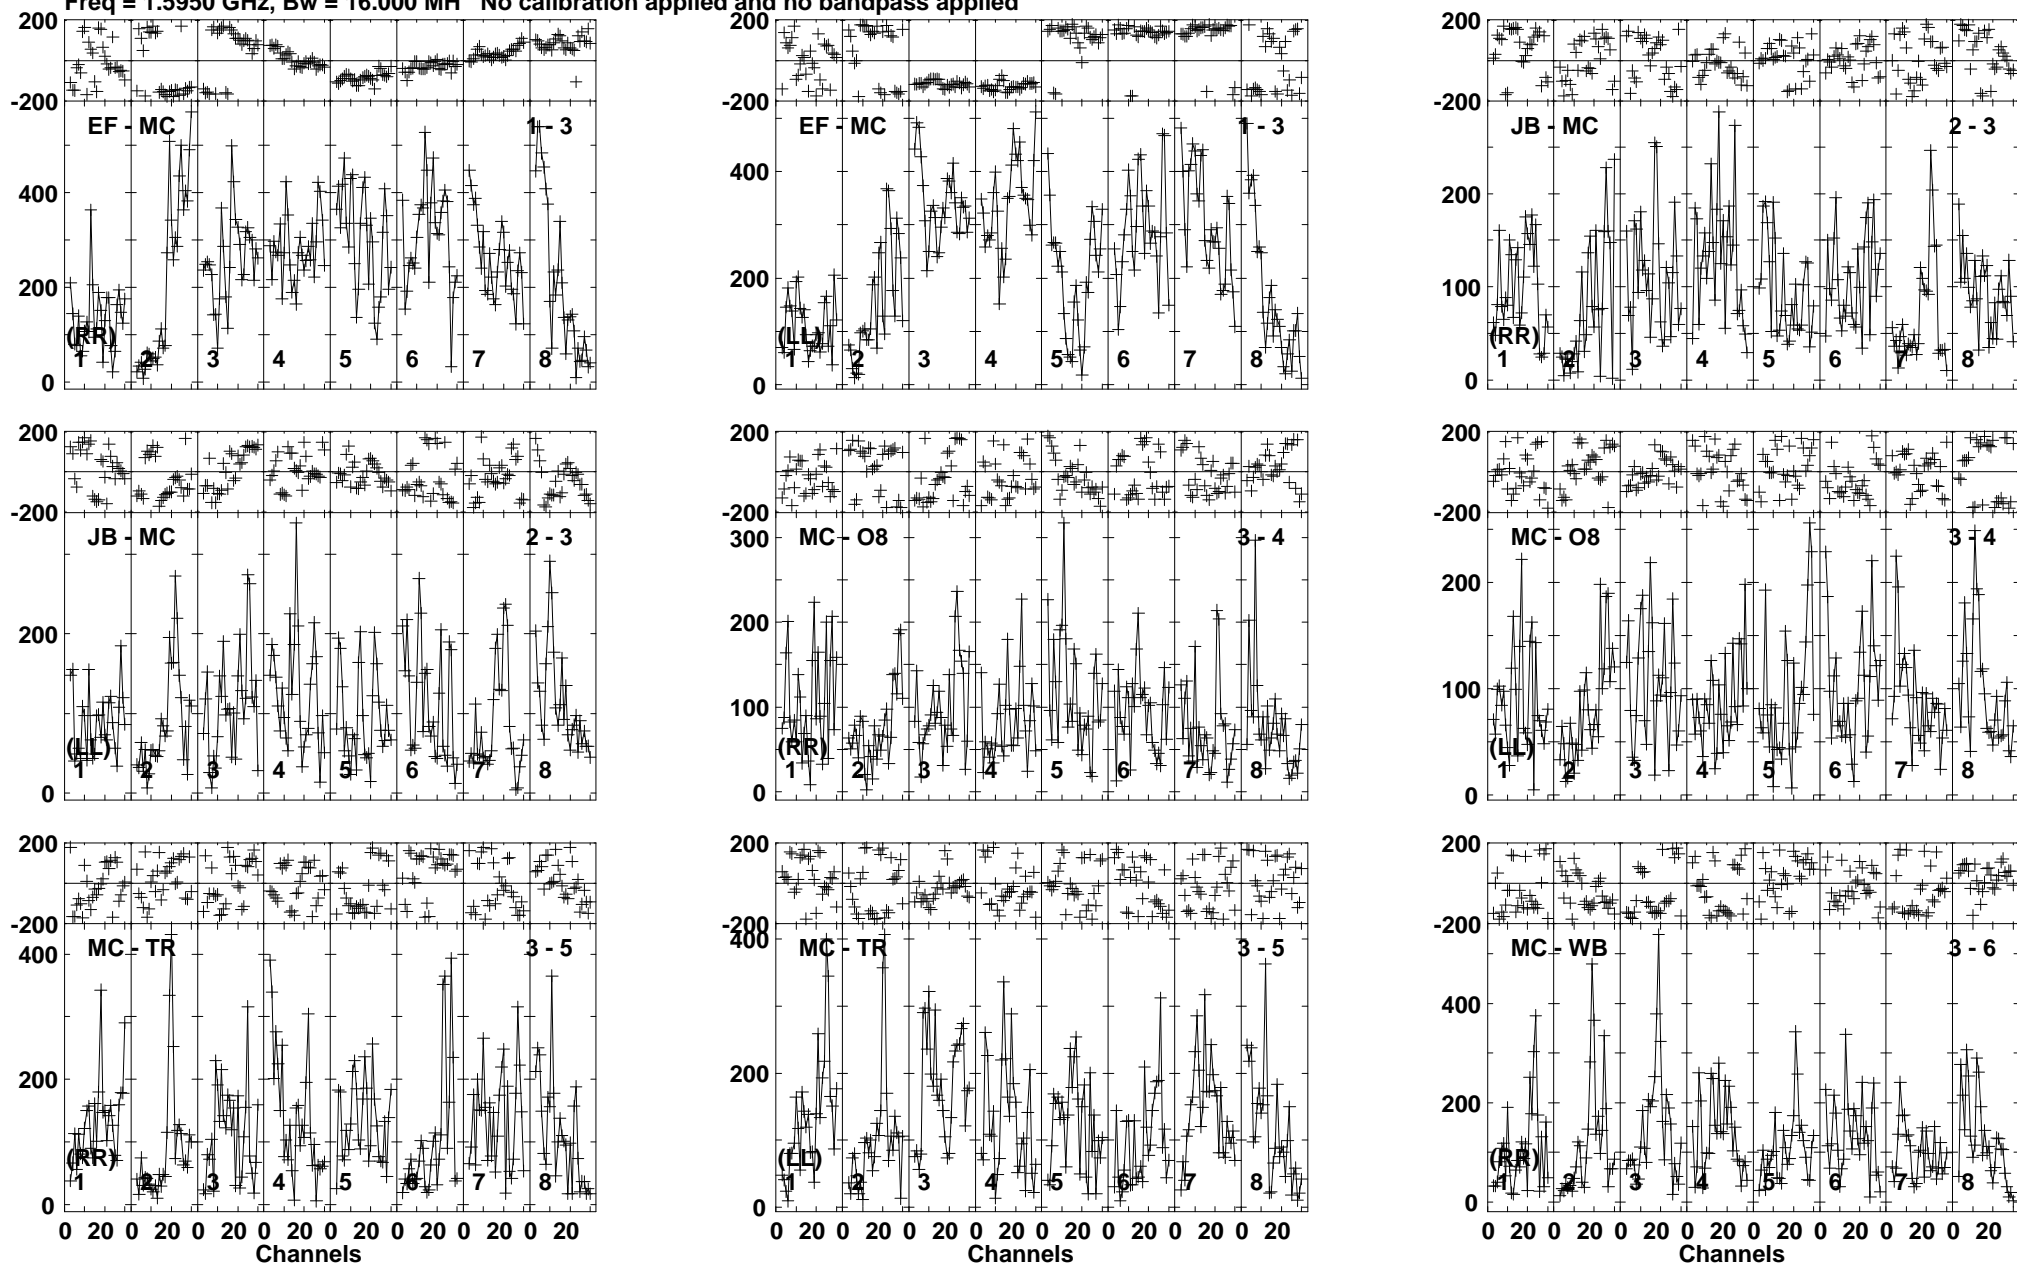 Freq = 1.5950 GHz, Bw = 16.000 MH No calibration applied and no bandpass applied
200 200 200
-200 -200 -200
EF - MC 1 - 3 EF - MC 1 - 3 JB - MC 2 - 3
400 400 200
200 200 100
(RR) (LL) (RR)
1 2 3 4 5 6 7 8 1 2 3 4 5 6 7 8 1 2 3 4 5 6 7 8
0 0 0
200 200 200
-200 -200 -200
JB - MC 2 - 3 MC - O8 3 - 4 MC - O8 3 - 4
300
200 200 200
100 100
(LL) (RR) (LL)
1 2 3 4 5 6 7 8 1 2 3 4 5 6 7 8 1 2 3 4 5 6 7 8
0 0 0
200 200 200
-200 -200 -200
MC - TR 3 - 5 MC - TR 3 - 5 MC - WB 3 - 6
400 400 400
200 200 200
(RR) (LL) (RR)
1 2 3 4 5 6 7 8 1 2 3 4 5 6 7 8 1 2 3 4 5 6 7 8
0 0 0
0 20 0 20 0 20 0 20 0 20 0 20 0 20 0 20 0 20 0 20 0 20 0 20 0 20 0 20 0 20 0 20 0 20 0 20 0 20 0 20 0 20 0 20 0 20 0 20
Channels Channels Channels